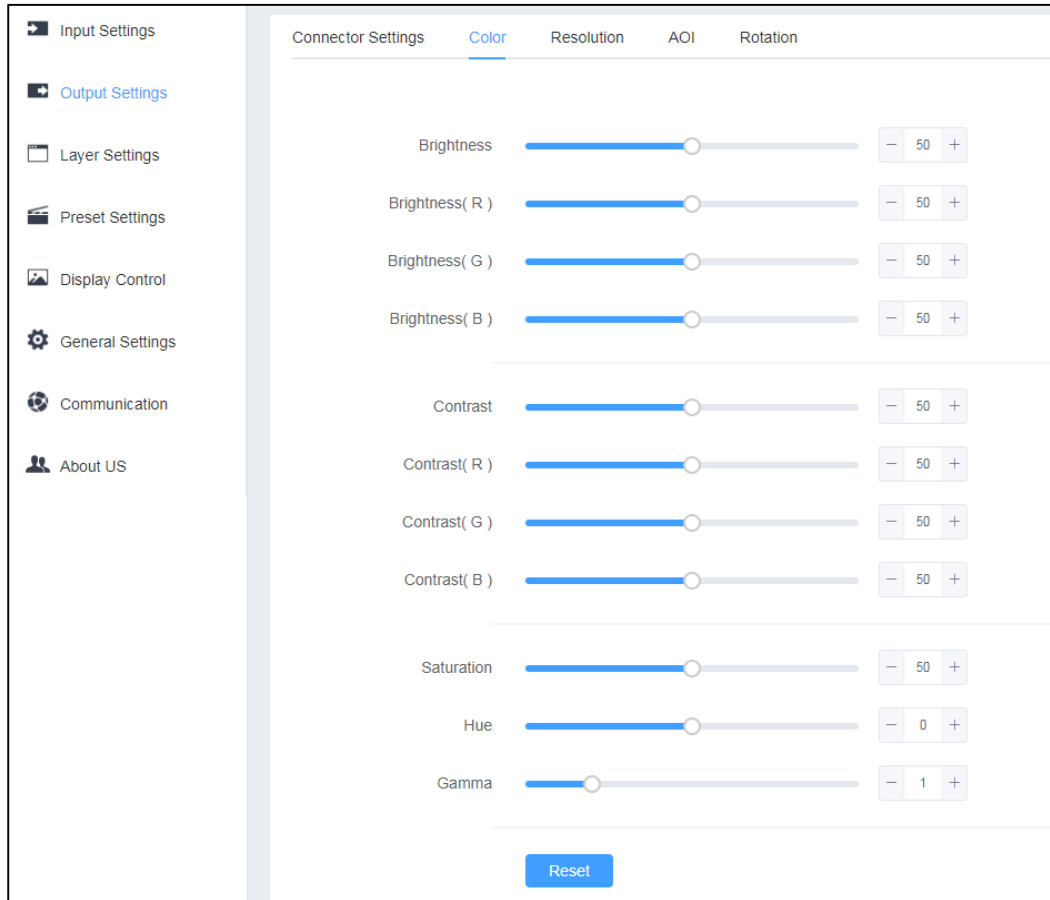 Input Settings
Output Settings
Layer Settings
Preset Settings
Display Control
General Settings
Communication
About US
Connector Settings Color Resolution AOI Rotation
Brightness − 50 +
Brightness( R ) − 50 +
Brightness( G ) − 50 +
Brightness( B ) − 50 +
Contrast − 50 +
Contrast( R ) − 50 +
Contrast( G ) − 50 +
Contrast( B ) − 50 +
Saturation − 50 +
Hue − 0 +
Gamma − 1 +
Reset